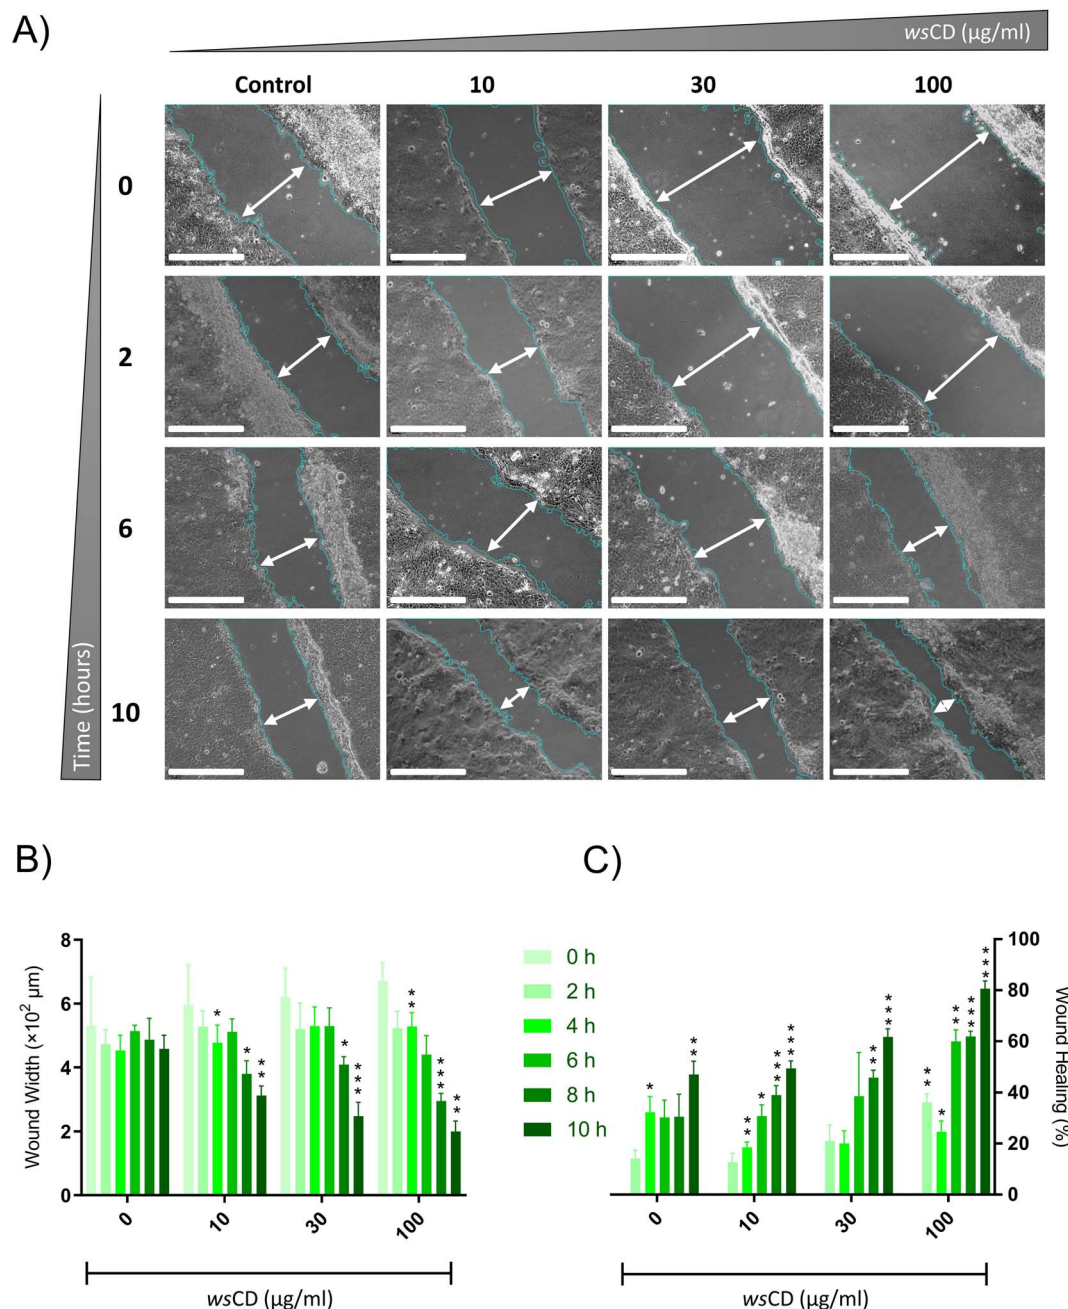 A)
wsCD (µg/ml)
Control 10 30 100
0
2
6
10
Time (hours)
B)
C)
Wound Width (×10² µm)
8
6
4
2
0
*
* *
*
* *
*
* * *
* *
* * *
* *
0 10 30 100
wsCD (µg/ml)
0 h
2 h
4 h
6 h
8 h
10 h
*
* *
* *
*
* * *
* * *
* *
* * *
* *
*
* *
* * *
* * *
100
80
60
40
20
0
Wound Healing (%)
0 10 30 100
wsCD (µg/ml)